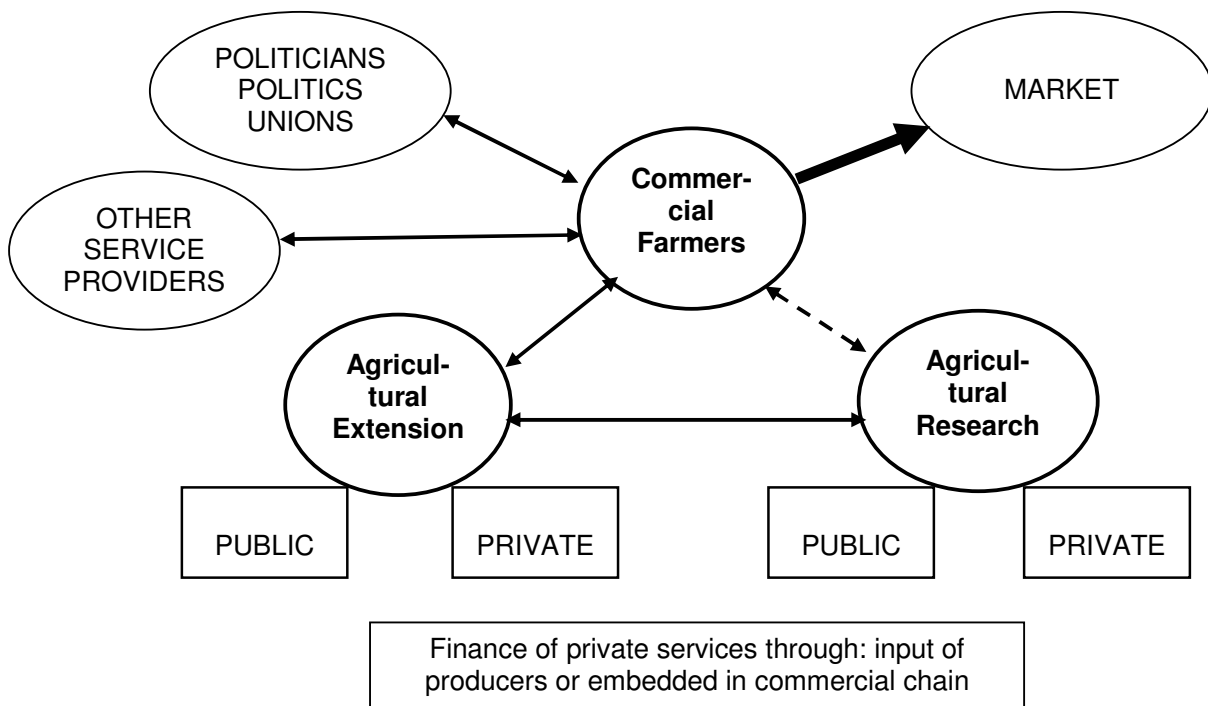 POLITICIANS
POLITICS
UNIONS
MARKET
Commer-
cial
Farmers
OTHER
SERVICE
PROVIDERS
Agricul-
tural
Extension
Agricul-
tural
Research
PUBLIC
PRIVATE
PUBLIC
PRIVATE
Finance of private services through: input of
producers or embedded in commercial chain